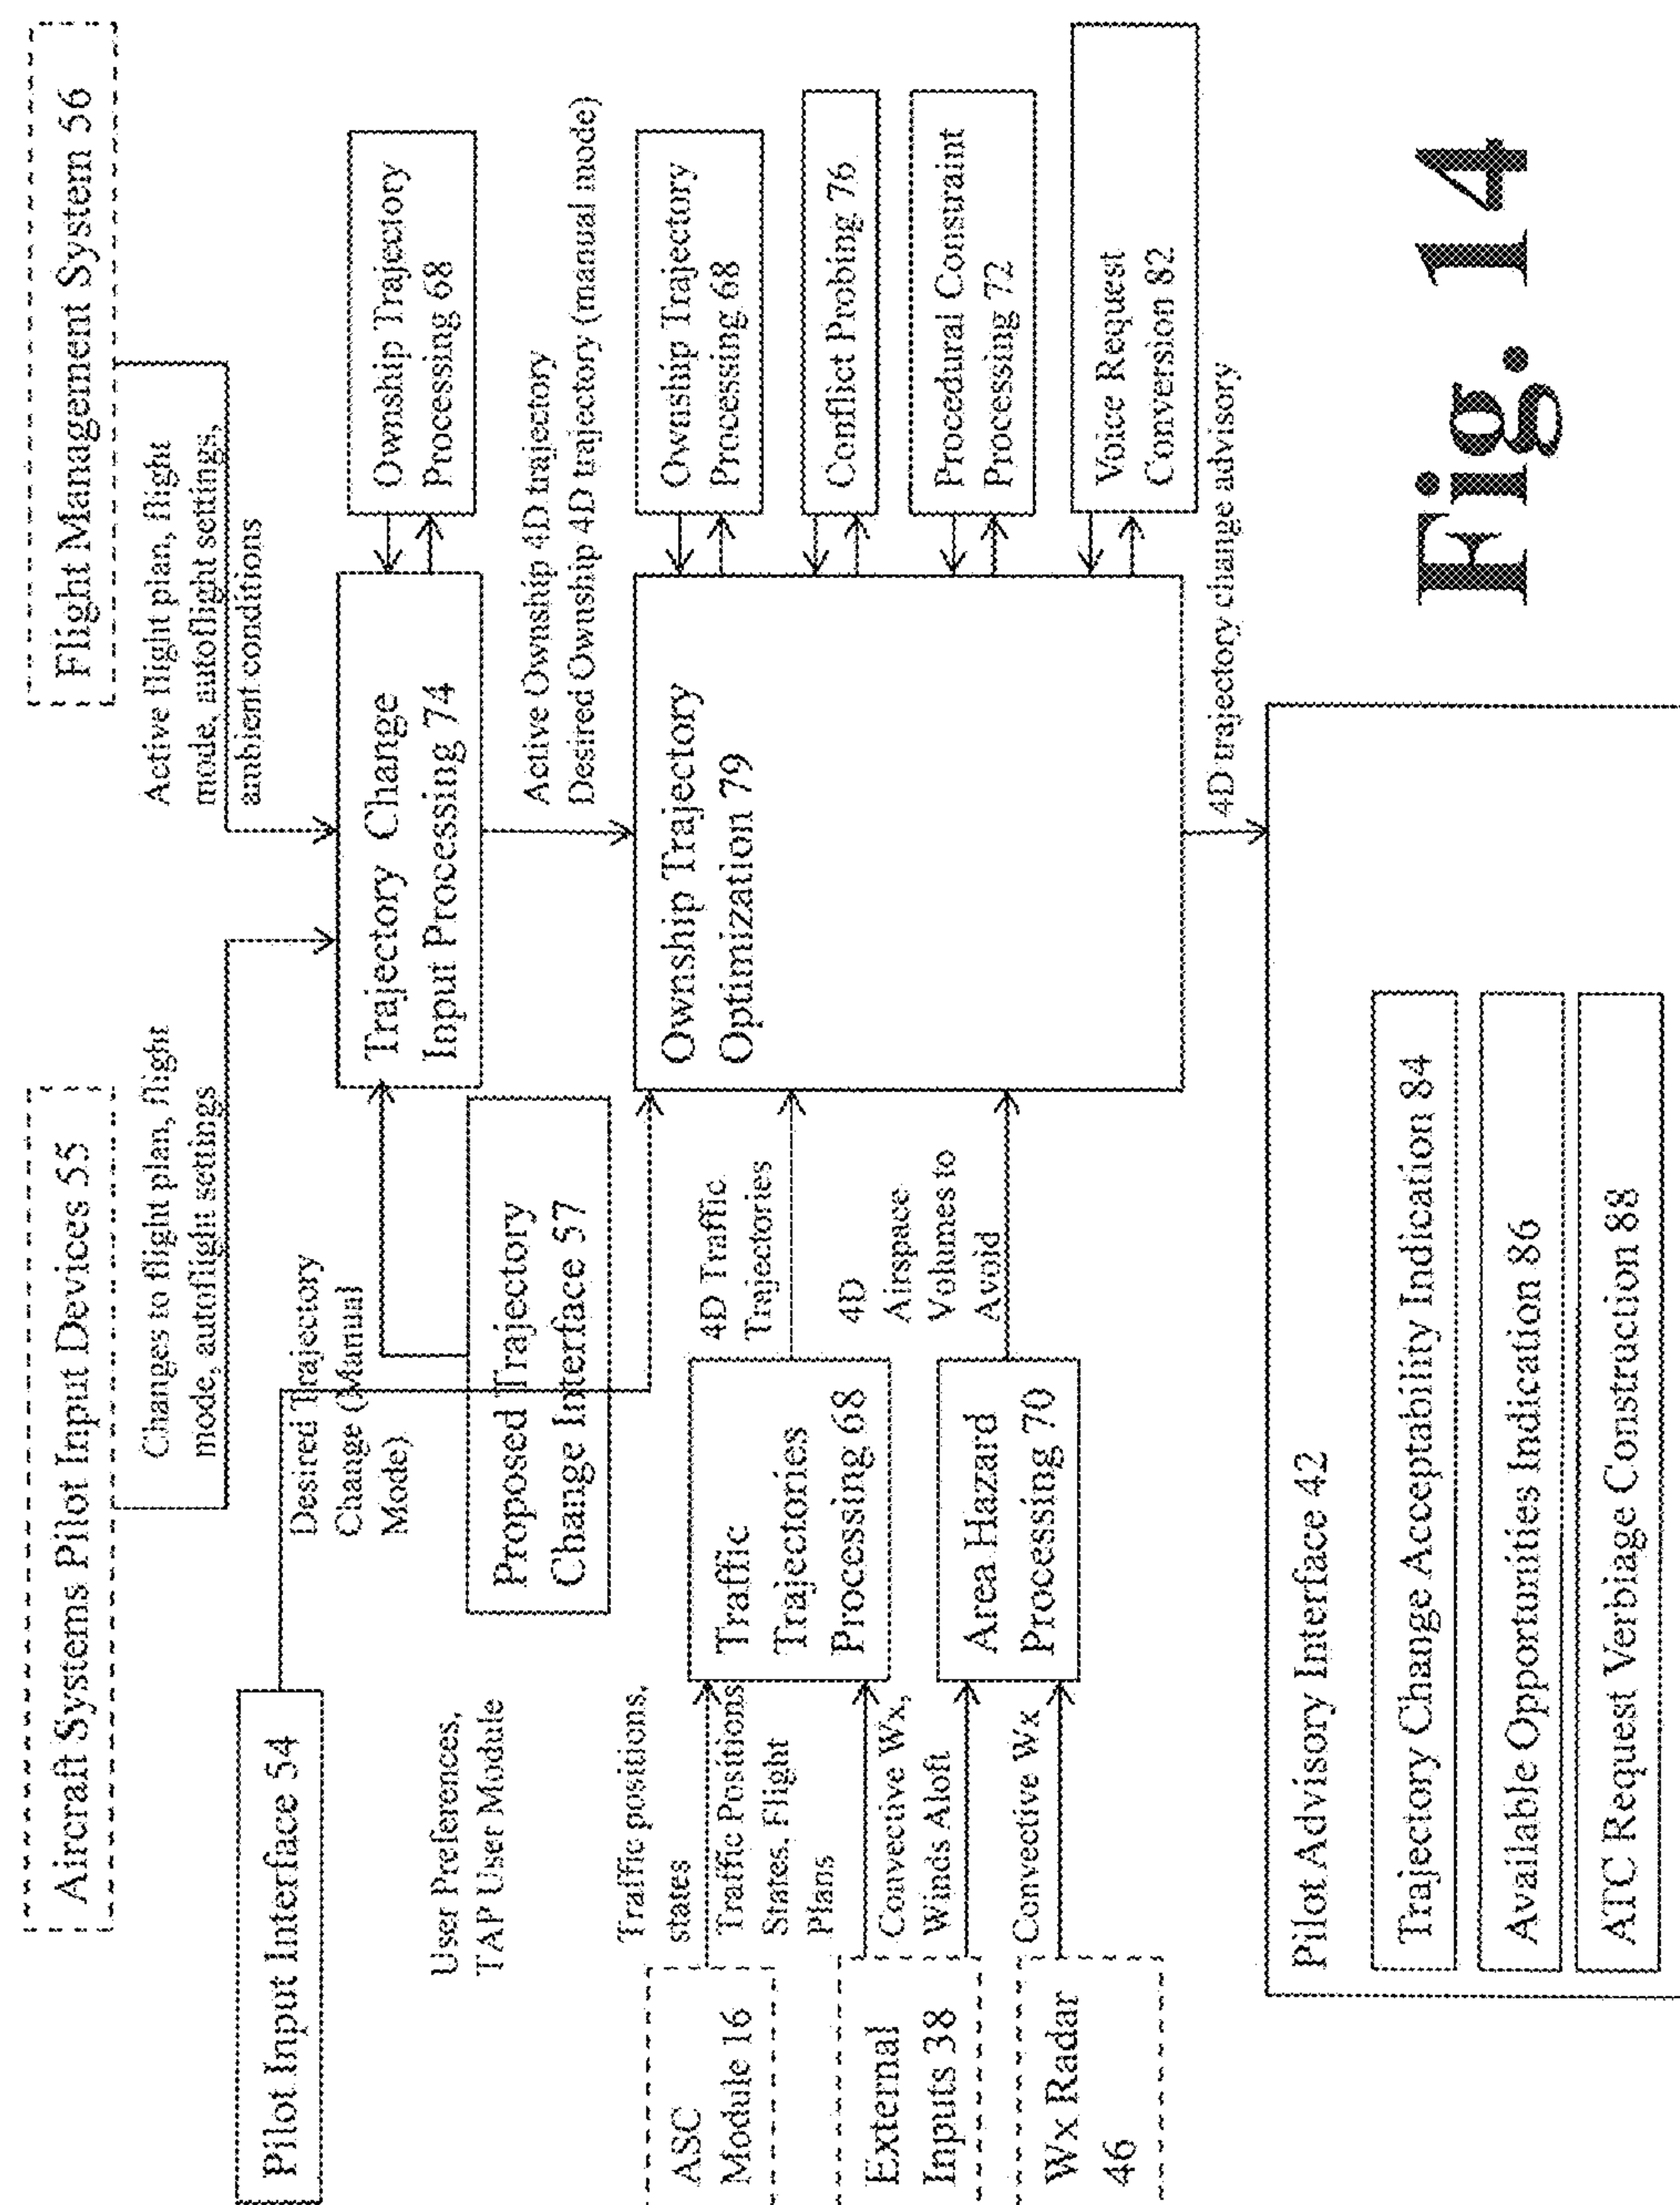 Aircraft Systems Pilot Input Devices 55
Flight Management System 56
Changes to flight plan, flight
mode, autoflight settings
Active flight plan, flight
mode, autoflight settings,
ambient conditions
Pilot Input Interface 54
Desired Trajectory
Change (Manual
Mode)
Trajectory Change
Input Processing 74
Ownship Trajectory
Processing 68
User Preferences,
TAP User Module
Proposed Trajectory
Change Interface 57
Active Ownship 4D trajectory
Desired Ownship 4D trajectory (manual mode)
ASC
Module 16
Traffic positions,
states
Traffic Positions
States, Flight
Plans
Traffic
Trajectories
Processing 68
4D Traffic
Trajectories
Ownship Trajectory
Optimization 79
Ownship Trajectory
Processing 68
Conflict Probing 76
Procedural Constraint
Processing 72
Voice Request
Conversion 82
External
Inputs 38
Convective Wx,
Winds Aloft
Area Hazard
Processing 70
4D
Airspace
Volumes to
Avoid
Wx Radar
46
Convective Wx
4D trajectory change advisory
Pilot Advisory Interface 42
Trajectory Change Acceptability Indication 84
Available Opportunities Indication 86
ATC Request Verbiage Construction 88
Fig. 14